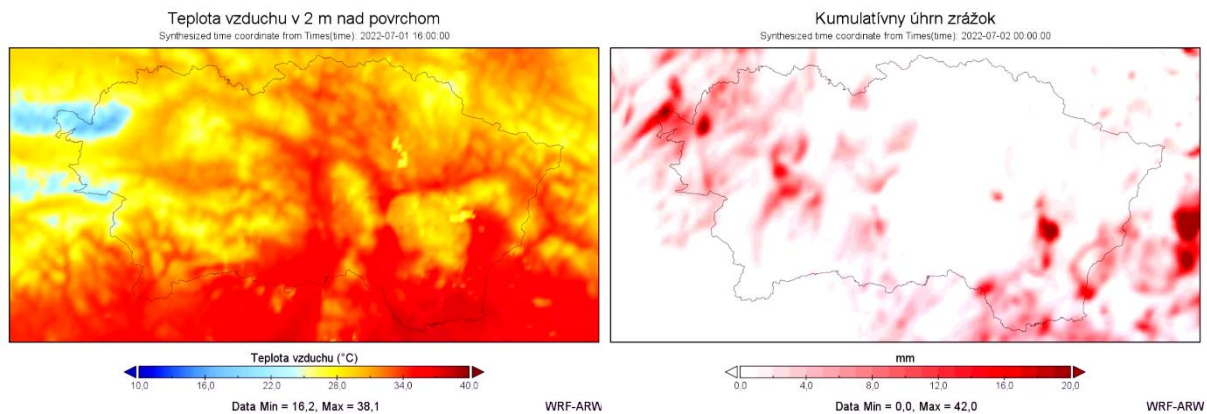 Teplota vzduchu v 2 m nad povrchom
Synthesized time coordinate from Times(time): 2022-07-01 16:00:00
Teplota vzduchu (°C)
10,0 16,0 22,0 28,0 34,0 40,0
Data Min = 16,2, Max = 38,1 WRF-ARW
Kumulatívny úhrn zrážok
Synthesized time coordinate from Times(time): 2022-07-02 00:00:00
mm
0,0 4,0 8,0 12,0 16,0 20,0
Data Min = 0,0, Max = 42,0 WRF-ARW